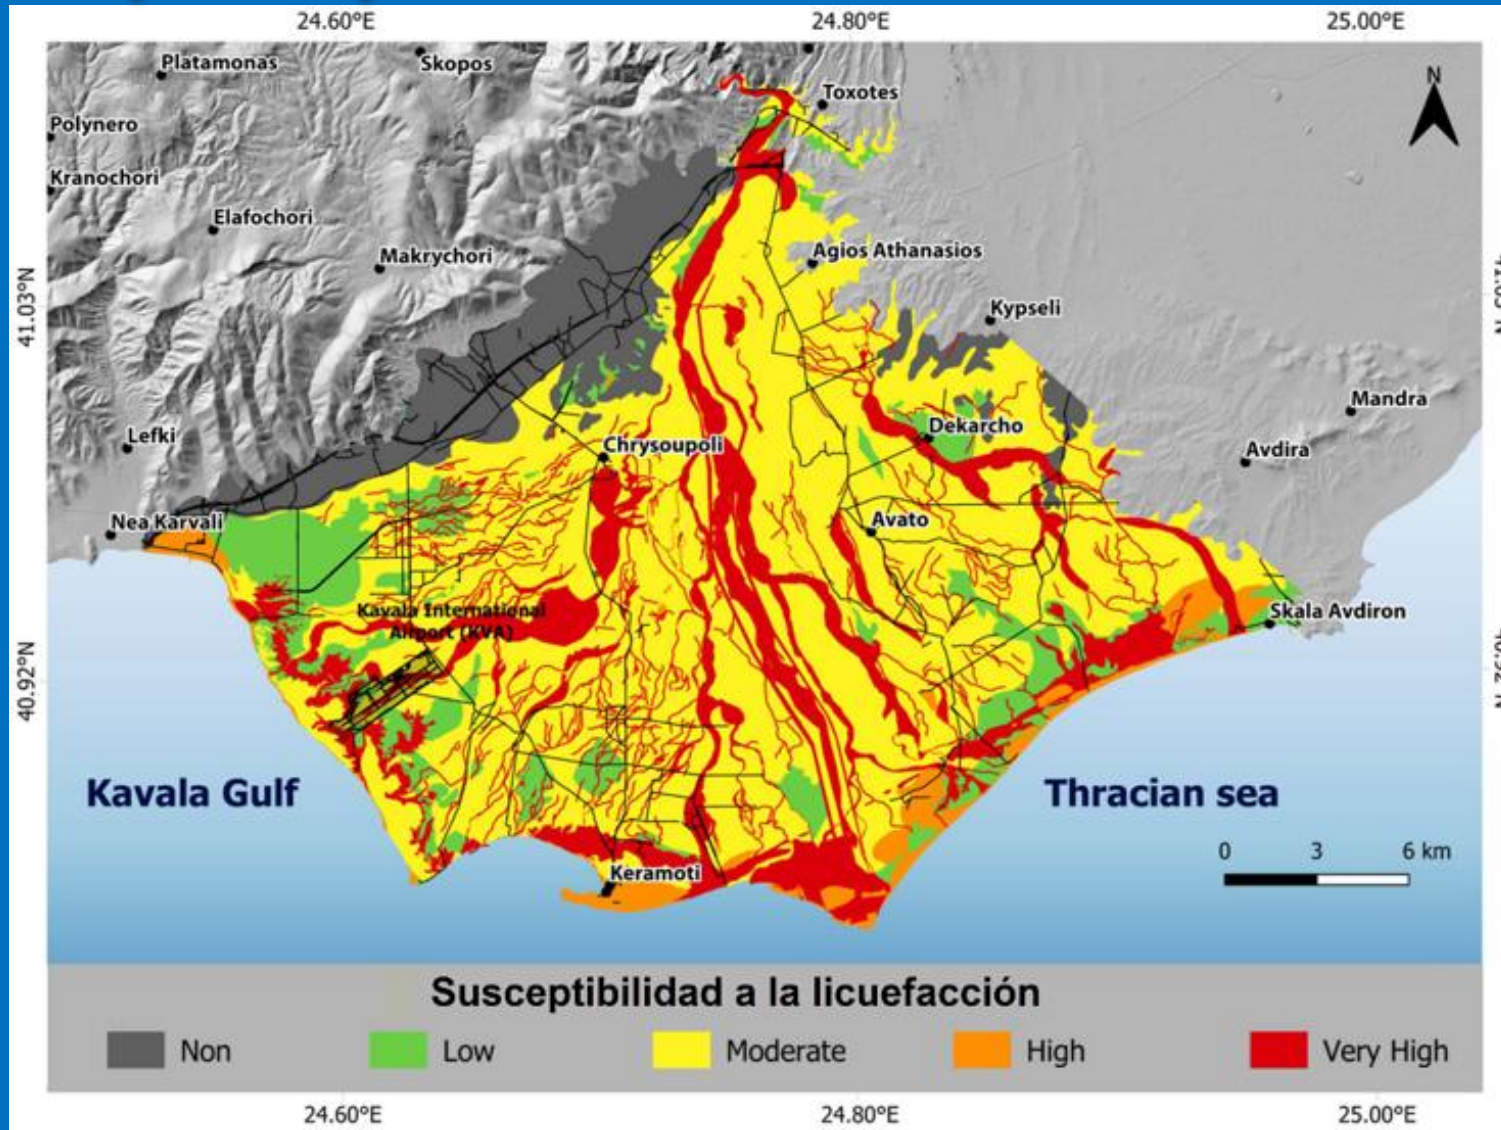 24.60°E 24.80°E 25.00°E
Platamonas
Skopos
N
Toxotes
Polynero
Kranochori
Elafochori
Agios Athanasios
Makrychori
41.03°N
Kypseli
Mandra
Dekarcho
Lefki
Chrysoupoli
Avdira
Nea Karvali
Avato
Kavala International
Airport (KVA)
Skala Avdiron
40.92°N
Kavala Gulf
Thracian sea
0 3 6 km
Keramoti
Susceptibilidad a la licuefacción
Non Low Moderate High Very High
24.60°E 24.80°E 25.00°E